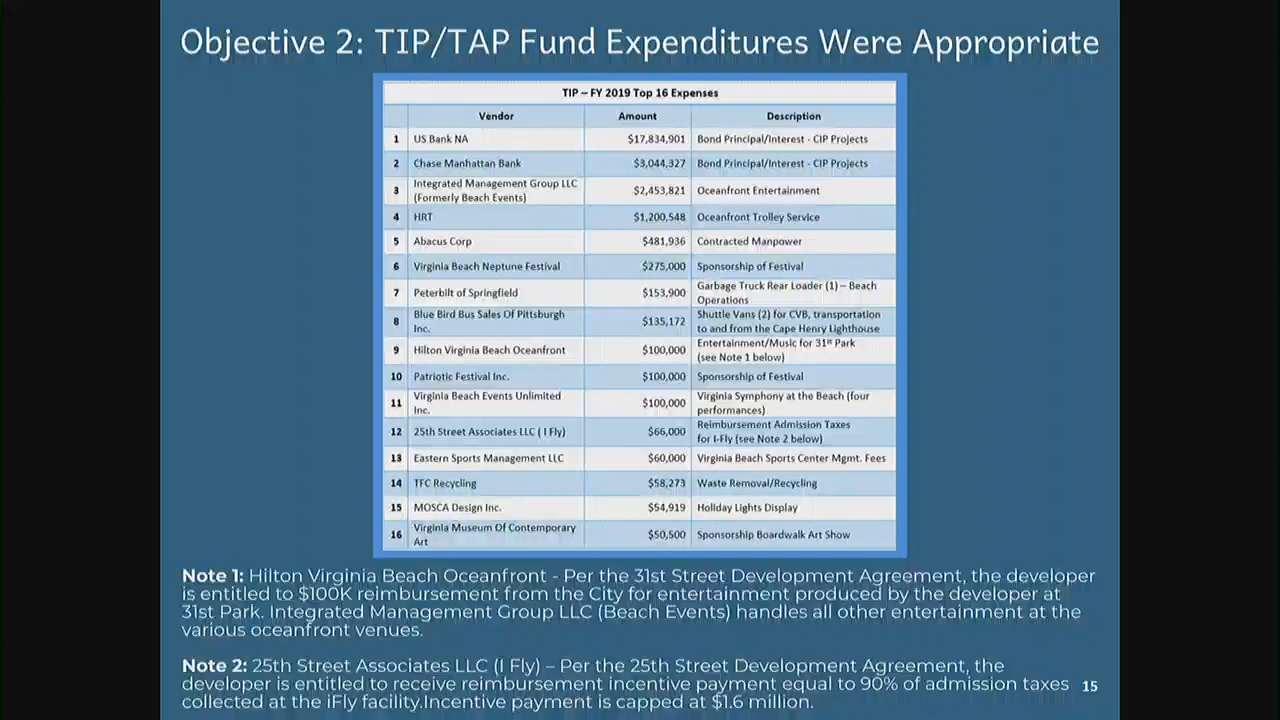 Objective 2: TIP/TAP Fund Expenditures Were Appropriate
TIP – FY 2019 Top 16 Expenses
Vendor Amount Description
1 US Bank NA $17,834,901 Bond Principal/Interest - CIP Projects
2 Chase Manhattan Bank $3,044,327 Bond Principal/Interest - CIP Projects
3 Integrated Management Group LLC
(Formerly Beach Events) $2,453,821 Oceanfront Entertainment
4 HRT $1,200,548 Oceanfront Trolley Service
5 Abacus Corp $481,936 Contracted Manpower
6 Virginia Beach Neptune Festival $275,000 Sponsorship of Festival
7 Peterbilt of Springfield $153,900 Garbage Truck Rear Loader (1) – Beach
Operations
8 Blue Bird Bus Sales Of Pittsburgh
Inc. $135,172 Shuttle Vans (2) for CVB, transportation
to and from the Cape Henry Lighthouse
9 Hilton Virginia Beach Oceanfront $100,000 Entertainment/Music for 31st Park
(see Note 1 below)
10 Patriotic Festival Inc. $100,000 Sponsorship of Festival
11 Virginia Beach Events Unlimited
Inc. $100,000 Virginia Symphony at the Beach (four
performances)
12 25th Street Associates LLC ( I Fly) $66,000 Reimbursement Admission Taxes
for I-Fly (see Note 2 below)
13 Eastern Sports Management LLC $60,000 Virginia Beach Sports Center Mgmt. Fees
14 TFC Recycling $58,273 Waste Removal/Recycling
15 MOSCA Design Inc. $54,919 Holiday Lights Display
16 Virginia Museum Of Contemporary
Art $50,500 Sponsorship Boardwalk Art Show
Note 1: Hilton Virginia Beach Oceanfront - Per the 31st Street Development Agreement, the developer
is entitled to $100K reimbursement from the City for entertainment produced by the developer at
31st Park. Integrated Management Group LLC (Beach Events) handles all other entertainment at the
various oceanfront venues.
Note 2: 25th Street Associates LLC (I Fly) – Per the 25th Street Development Agreement, the
developer is entitled to receive reimbursement incentive payment equal to 90% of admission taxes
collected at the iFly facility.Incentive payment is capped at $1.6 million.
15